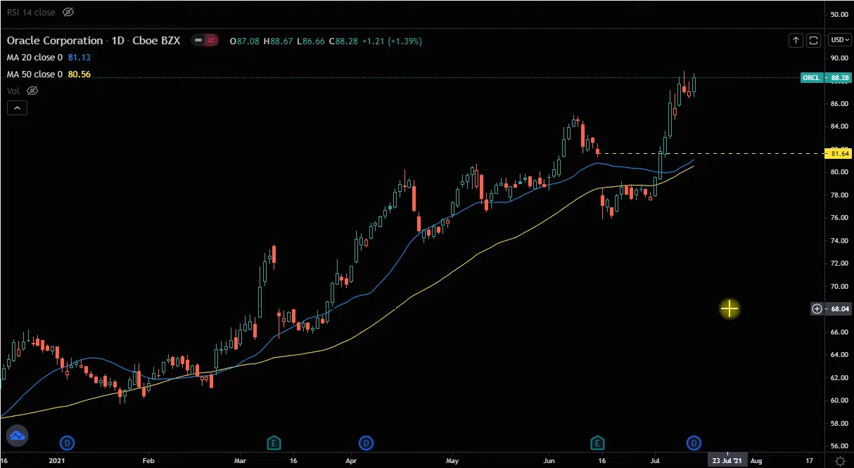 RSI 14 close
50.00
Oracle Corporation · 1D · Cboe BZX
O87.08 H88.67 L86.66 C88.28 +1.21 (+1.39%)
USD
MA 20 close 0 81.13
90.00
MA 50 close 0 80.56
ORCL 88.28
Vol
86.00
84.00
81.64
80.00
78.00
76.00
74.00
72.00
70.00
68.04
66.00
64.00
62.00
60.00
58.00
D E D E D
56.00
16 2021 Feb Mar 16 Apr May Jun 16 Jul 23 Jul '21 Aug 17